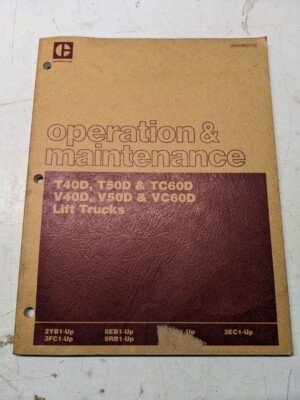 operation &
maintenance
T40D, T50D & TC60D
V40D, V50D & VC60D
Lift Trucks
2YB1-Up 8EB1-Up 3EC1-Up
3FC1-Up 9RB1-Up